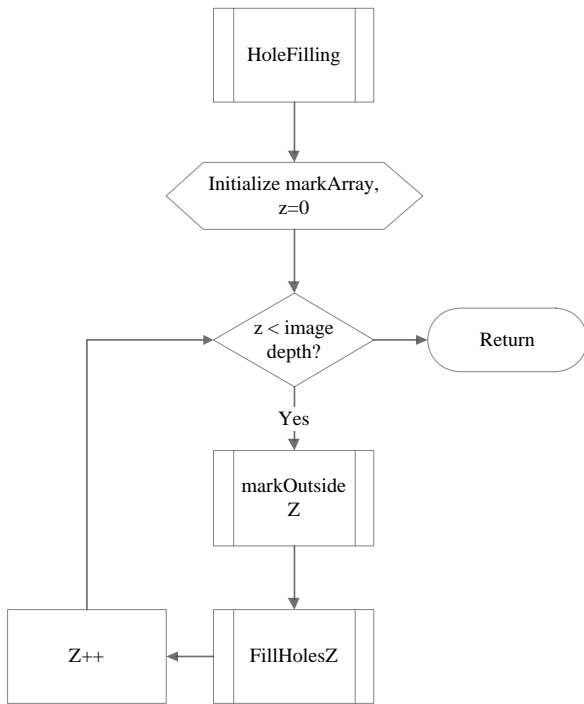 HoleFilling
Initialize markArray,
z=0
z < image
depth?
Return
Yes
markOutside
Z
Z++
FillHolesZ